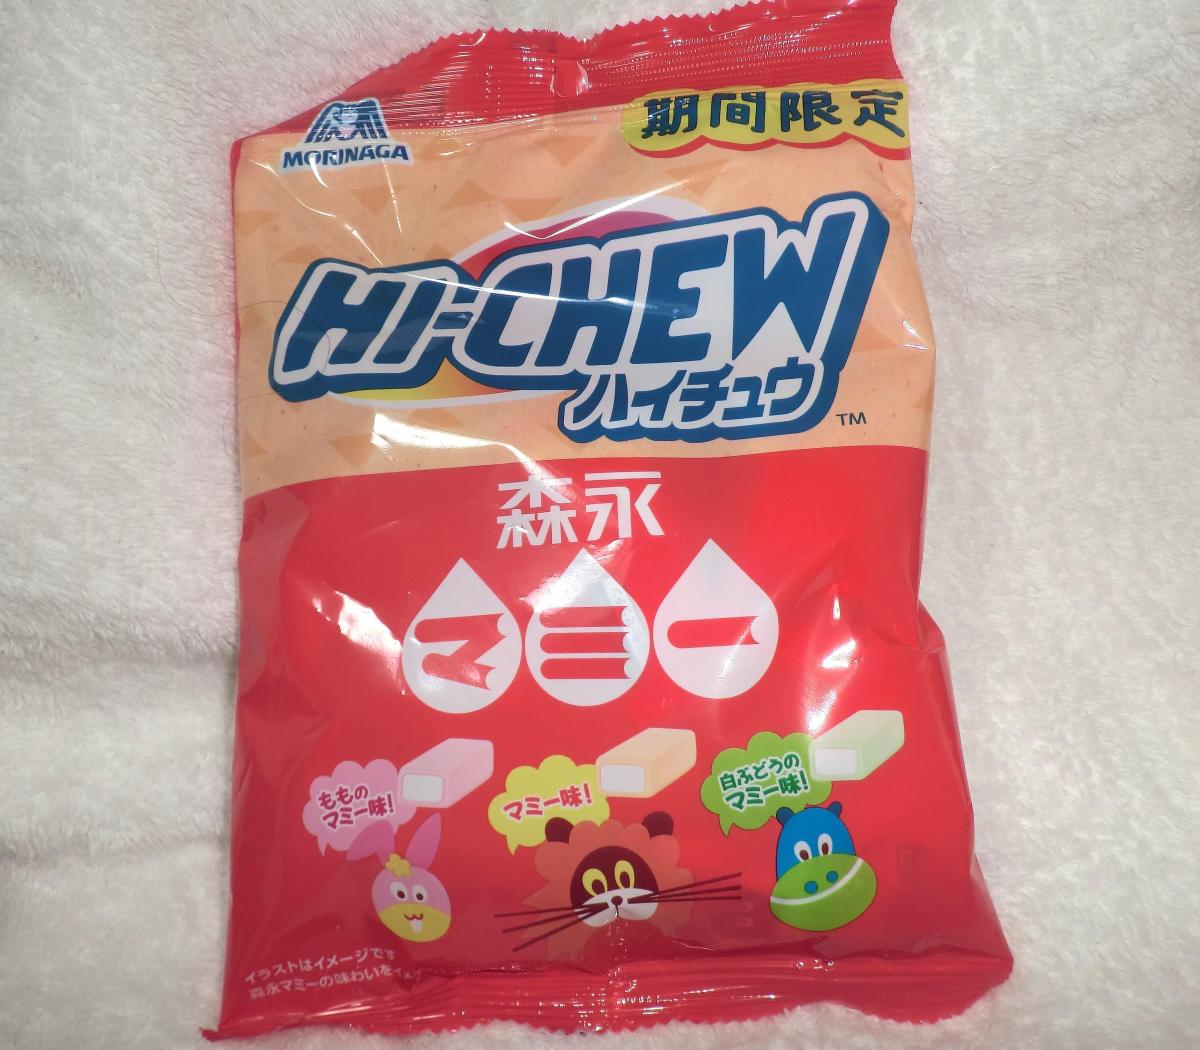 MORINAGA
期間限定
HI-CHEW
ハイチュウ
TM
森永
マミー
ももの
マミー味!
マミー味!
白ぶどうの
マミー味!
イラストはイメージです
森永マミーの味わいをイメ